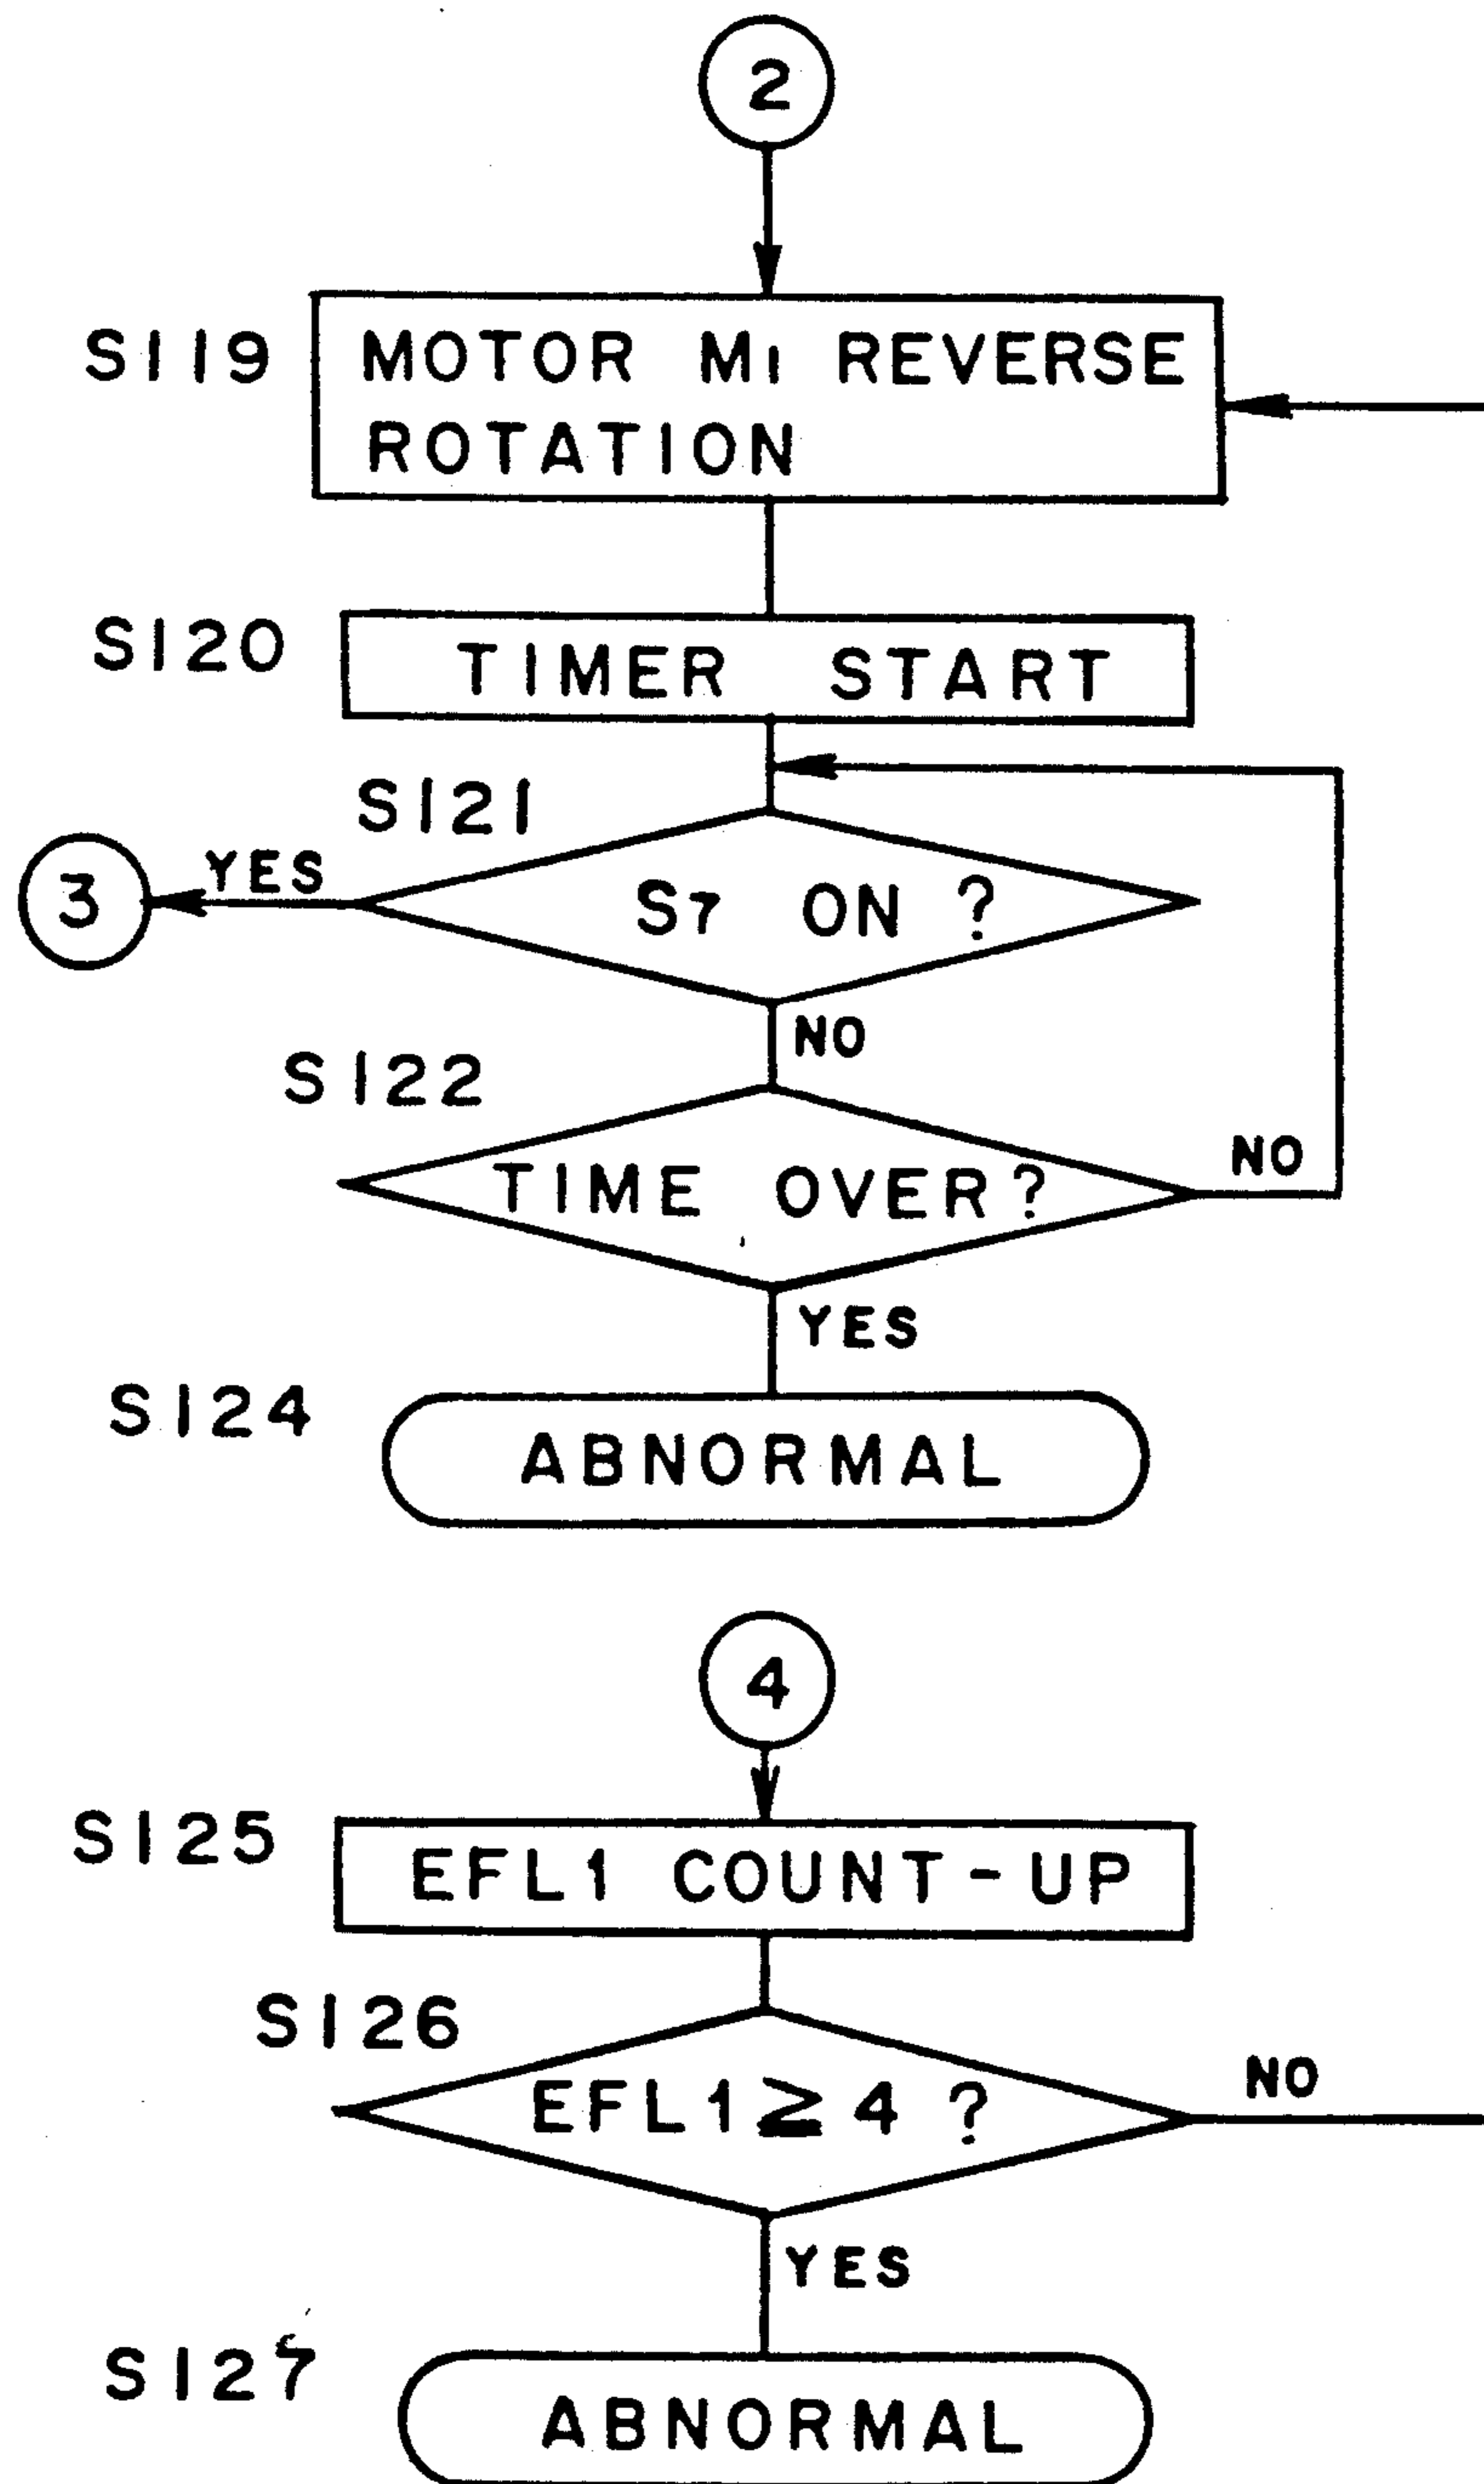 2
S119
MOTOR M1 REVERSE
ROTATION
S120
TIMER START
S121
3
YES
S7 ON ?
NO
S122
TIME OVER?
NO
YES
S124
ABNORMAL
4
S125
EFL1 COUNT-UP
S126
EFL1≥4 ?
NO
YES
S127
ABNORMAL